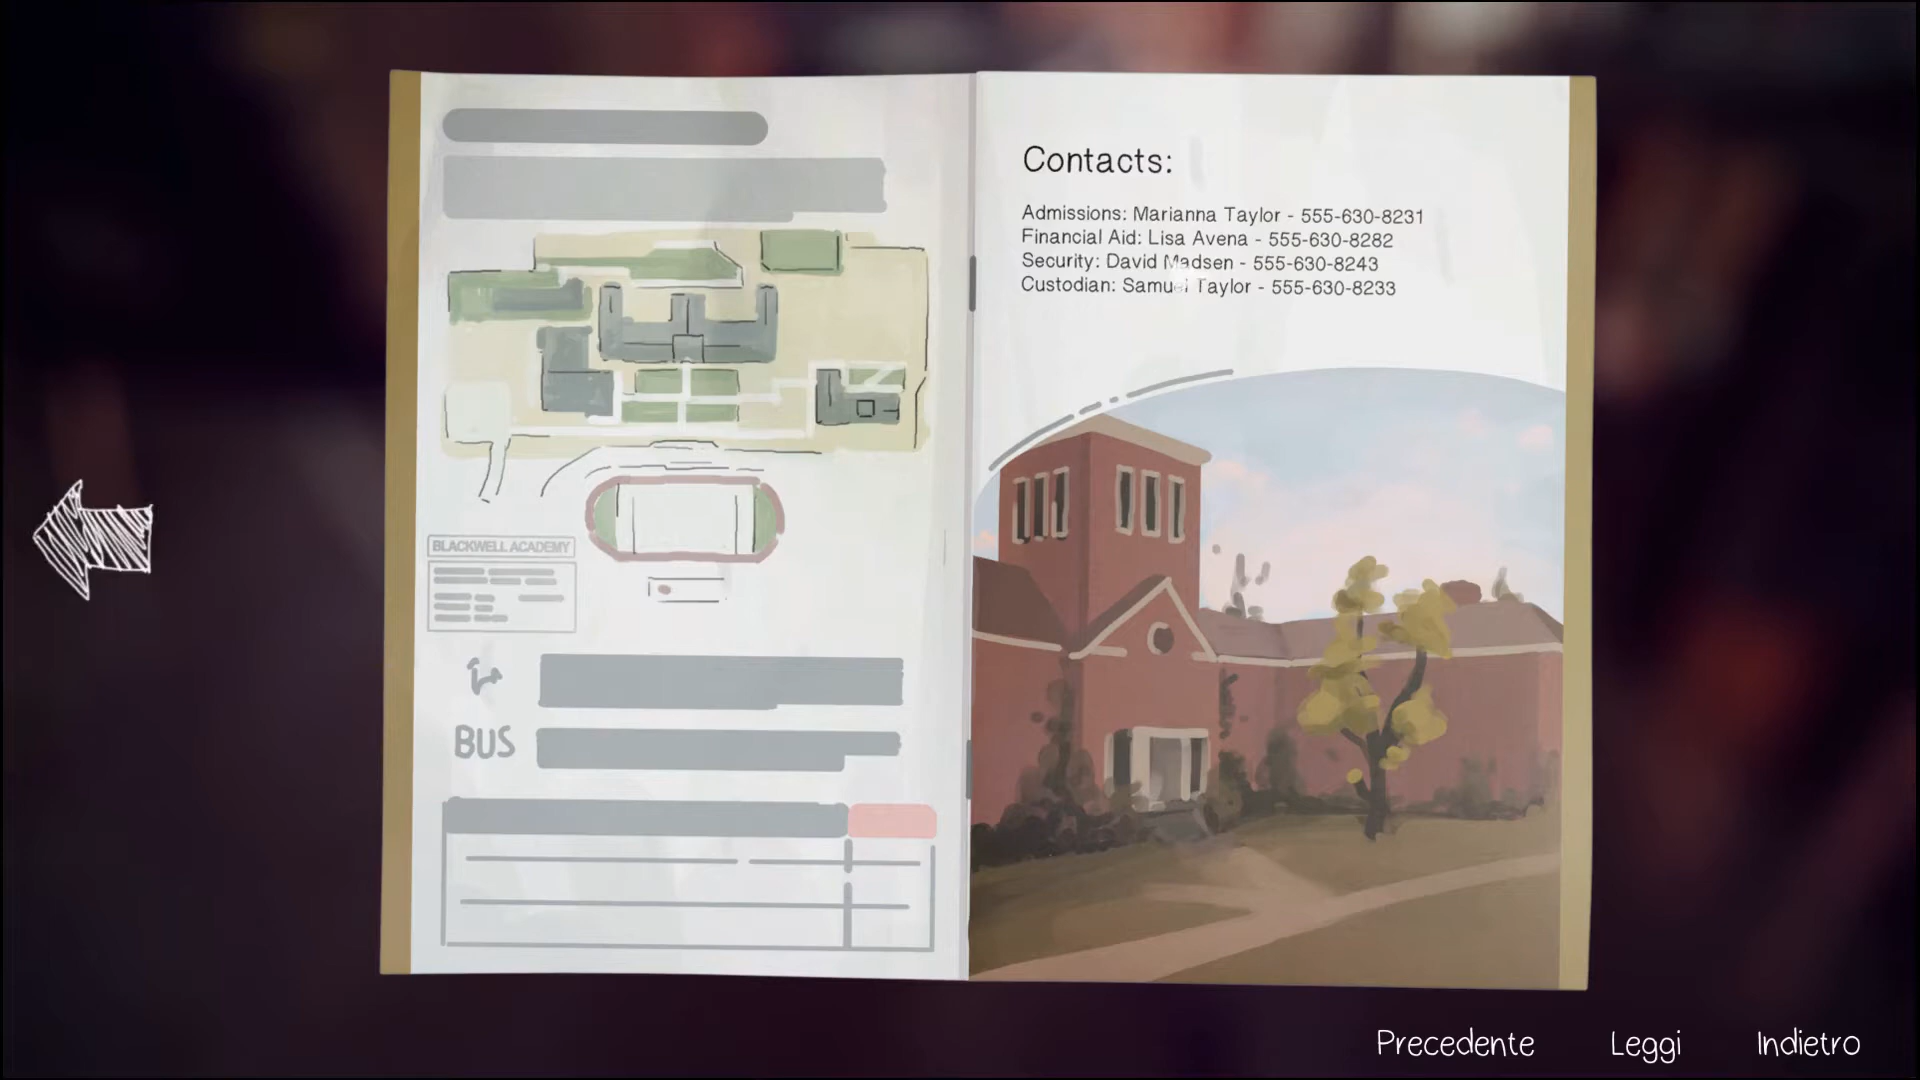 BLACKWELL ACADEMY
BUS
Contacts:
Admissions: Marianna Taylor - 555-630-8231
Financial Aid: Lisa Avena - 555-630-8282
Security: David Madsen - 555-630-8243
Custodian: Samuel Taylor - 555-630-8233
Precedente
Leggi
Indietro